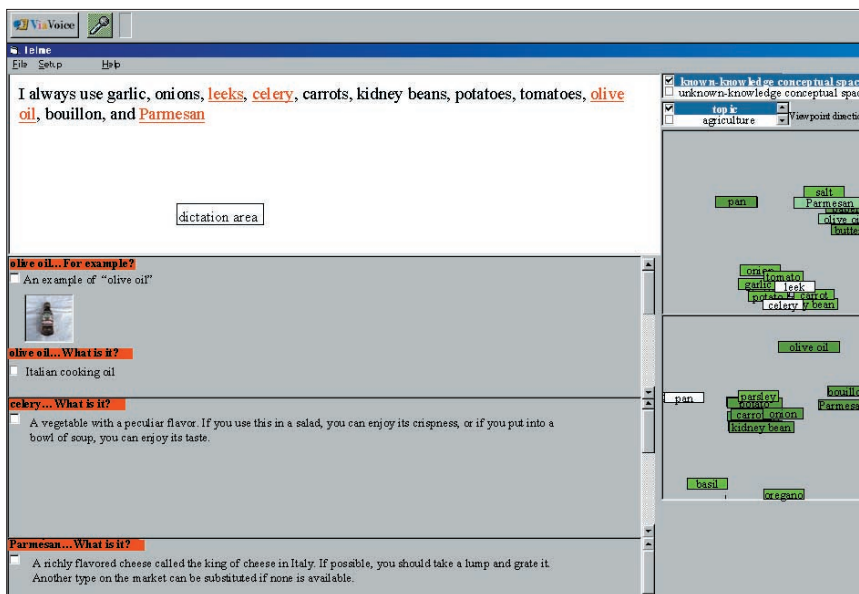 ViaVoice
File Setup Help
I always use garlic, onions, leeks, celery, carrots, kidney beans, potatoes, tomatoes, olive
oil, bouillon, and Parmesan
dictation area
olive oil...For example?
An example of “olive oil”
olive oil...What is it?
Italian cooking oil
celery...What is it?
A vegetable with a peculiar flavor. If you use this in a salad, you can enjoy its crispness, or if you put into a
bowl of soup, you can enjoy its taste.
Parmesan...What is it?
A richly flavored cheese called the king of cheese in Italy. If possible, you should take a lump and grate it.
Another type on the market can be substituted if none is available.
known-knowledge conceptual spac
unknown-knowledge conceptual spac
topic
agriculture
Viewpoint directi
salt
pan
Parmesan
olive oi
butte
onion
tomato
garlic
leek
potato
carrot
celery
y bean
olive oil
pan
parsley
bouillo
potato
Parmesa
carrot
onion
kidney bean
basil
oregano